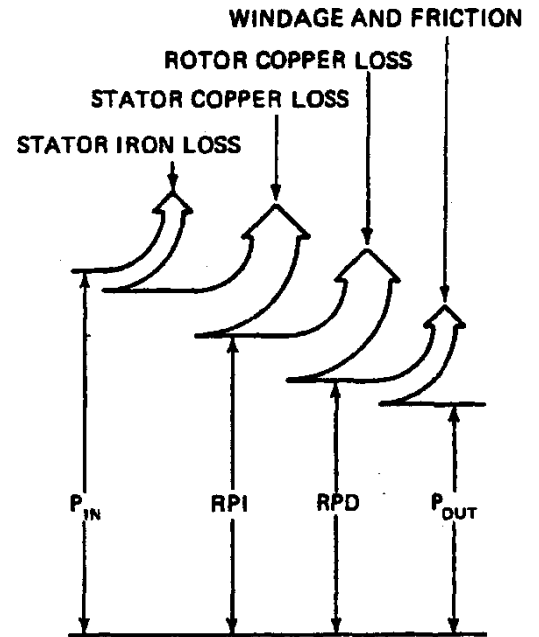 WINDAGE AND FRICTION
ROTOR COPPER LOSS
STATOR COPPER LOSS
STATOR IRON LOSS
PIN
RPI
RPD
POUT